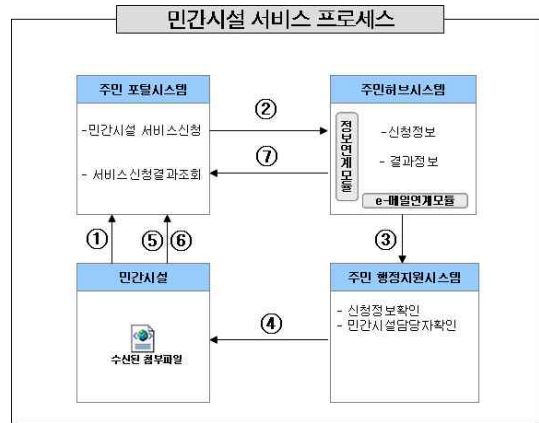 민간시설 서비스 프로세스
주민 포털시스템
-민간시설 서비스신청
- 서비스신청결과조회
②
⑦
주민허브시스템
정보연계모듈
-신청정보
- 결과정보
e-메일연계모듈
①
⑤ ⑥
③
민간시설
수신된 첨부파일
④
주민 행정지원시스템
- 신청정보확인
- 민간시설담당자확인